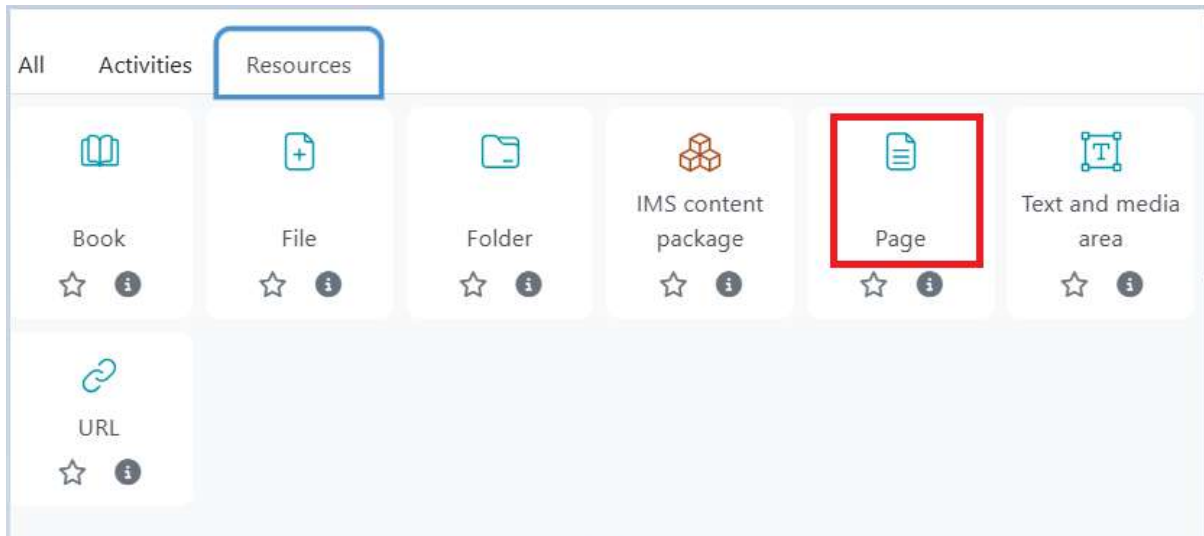 All Activities Resources
Book
File
Folder
IMS content
package
Page
Text and media
area
URL